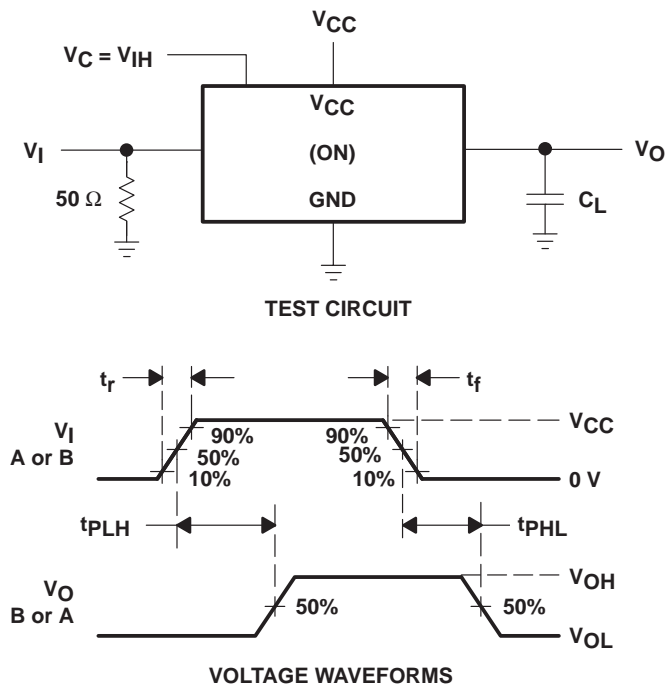 VCC
VC = VIH
VCC
VI
(ON)
VO
50 Ω
GND
CL
TEST CIRCUIT
tr
tf
VI
A or B
90%
50%
10%
90%
50%
10%
VCC
0 V
tPLH
tPHL
VO
B or A
50%
50%
VOH
VOL
VOLTAGE WAVEFORMS